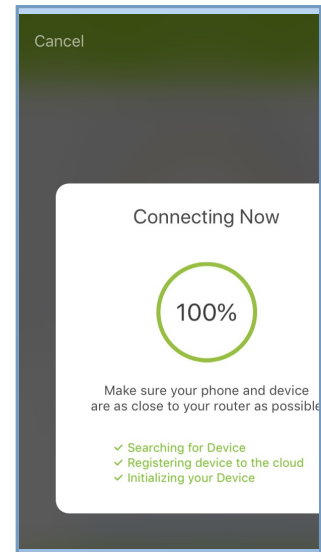 Cancel
Connecting Now
100%
Make sure your phone and device
are as close to your router as possible
✓ Searching for Device
✓ Registering device to the cloud
✓ Initializing your Device